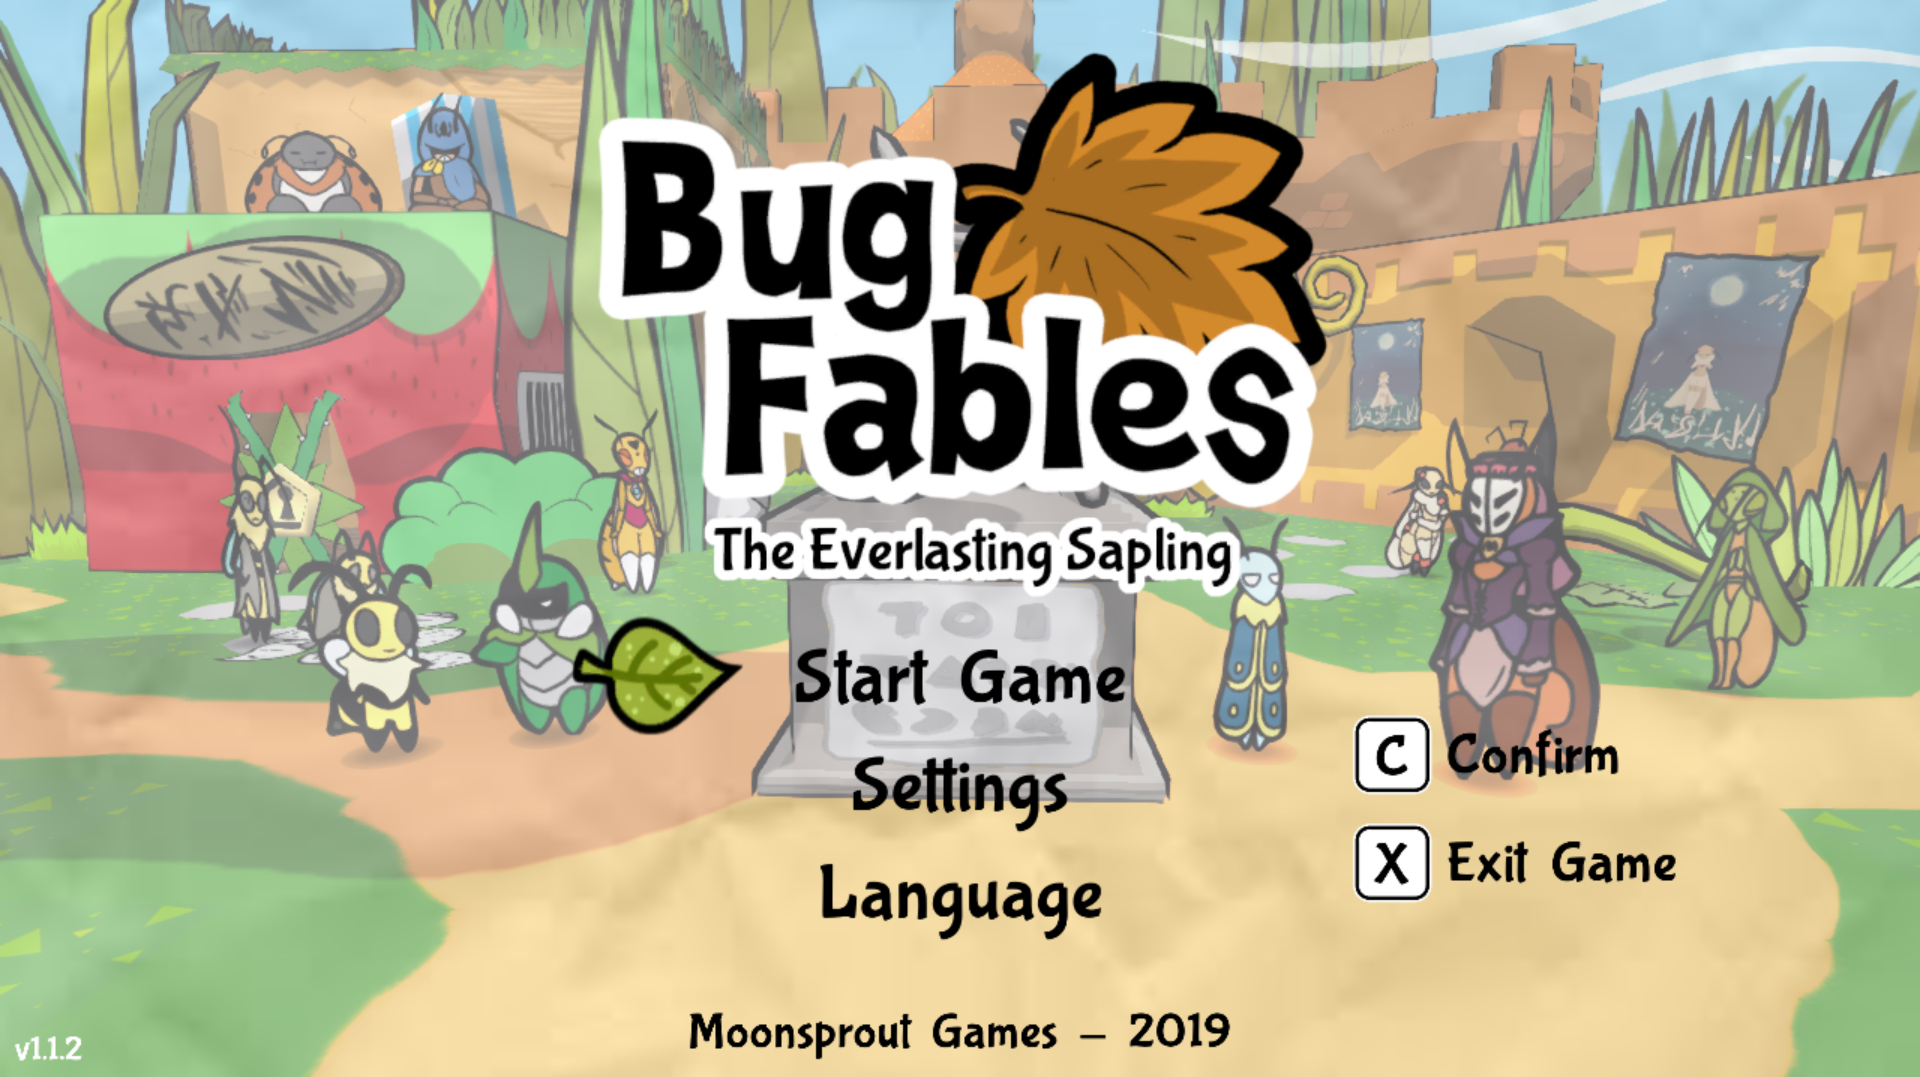 Bug
Fables
The Everlasting Sapling
Start Game
Settings
Language
C Confirm
X Exit Game
Moonsprout Games – 2019
v1.1.2